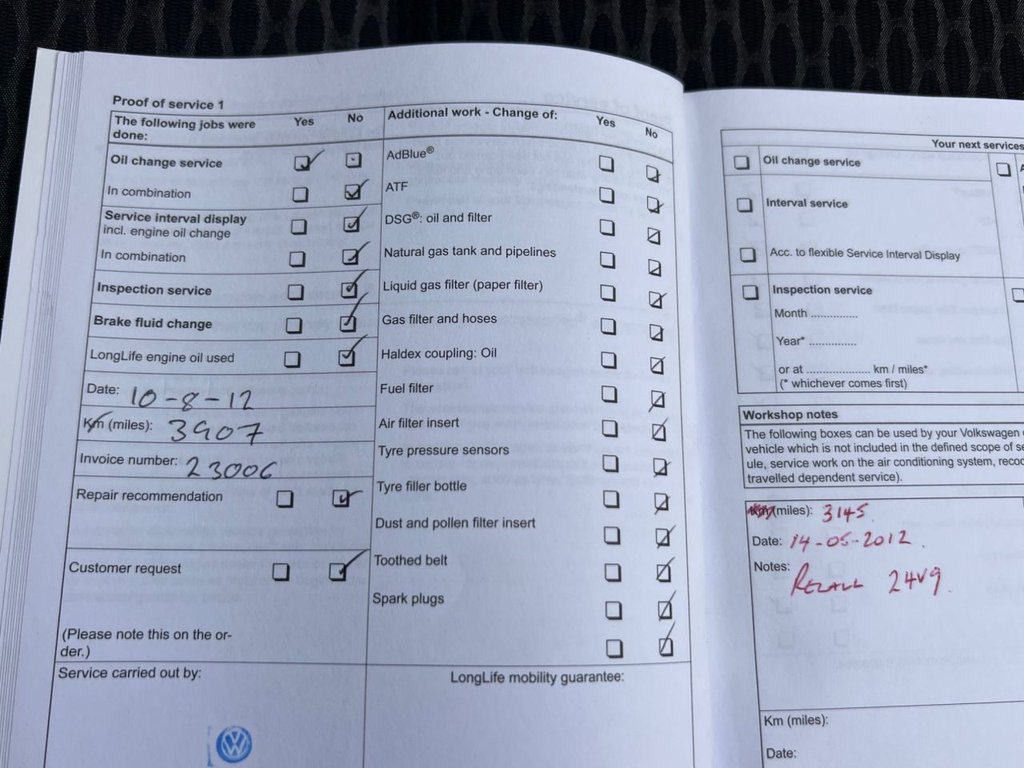 Proof of service 1
The following jobs were done: Yes No
Oil change service
In combination
Service interval display
incl. engine oil change
In combination
Inspection service
Brake fluid change
LongLife engine oil used
Date: 10-8-12
Km (miles): 3907
Invoice number: 23006
Repair recommendation
Customer request
(Please note this on the or-
der.)
Service carried out by:
Additional work - Change of: Yes No
AdBlue®
ATF
DSG®: oil and filter
Natural gas tank and pipelines
Liquid gas filter (paper filter)
Gas filter and hoses
Haldex coupling: Oil
Fuel filter
Air filter insert
Tyre pressure sensors
Tyre filler bottle
Dust and pollen filter insert
Toothed belt
Spark plugs
LongLife mobility guarantee:
Your next services
Oil change service
Interval service
Acc. to flexible Service Interval Display
Inspection service
Month ..............
Year* ..............
or at ................... km / miles*
(* whichever comes first)
Workshop notes
The following boxes can be used by your Volkswagen
vehicle which is not included in the defined scope of
ule, service work on the air conditioning system,
travelled dependent service).
(miles): 3145
Date: 14-05-2012.
Notes:
RECALL 24V9.
Km (miles):
Date: